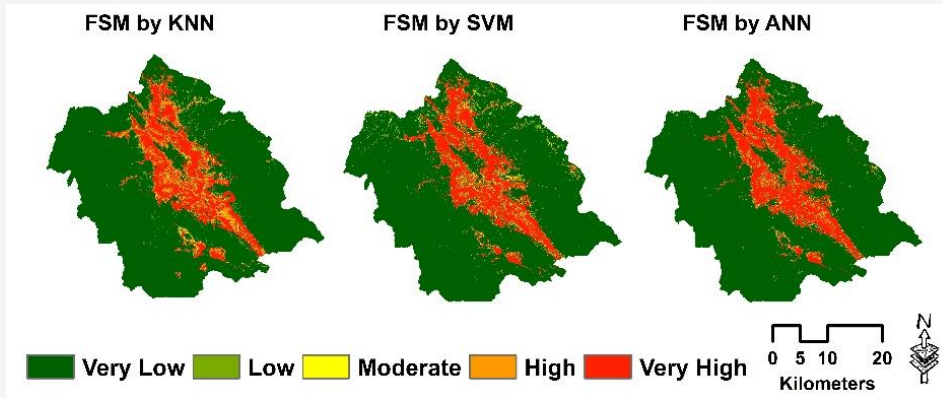 FSM by KNN
FSM by SVM
FSM by ANN
Very Low
Low
Moderate
High
Very High
0 5 10 20
Kilometers
N